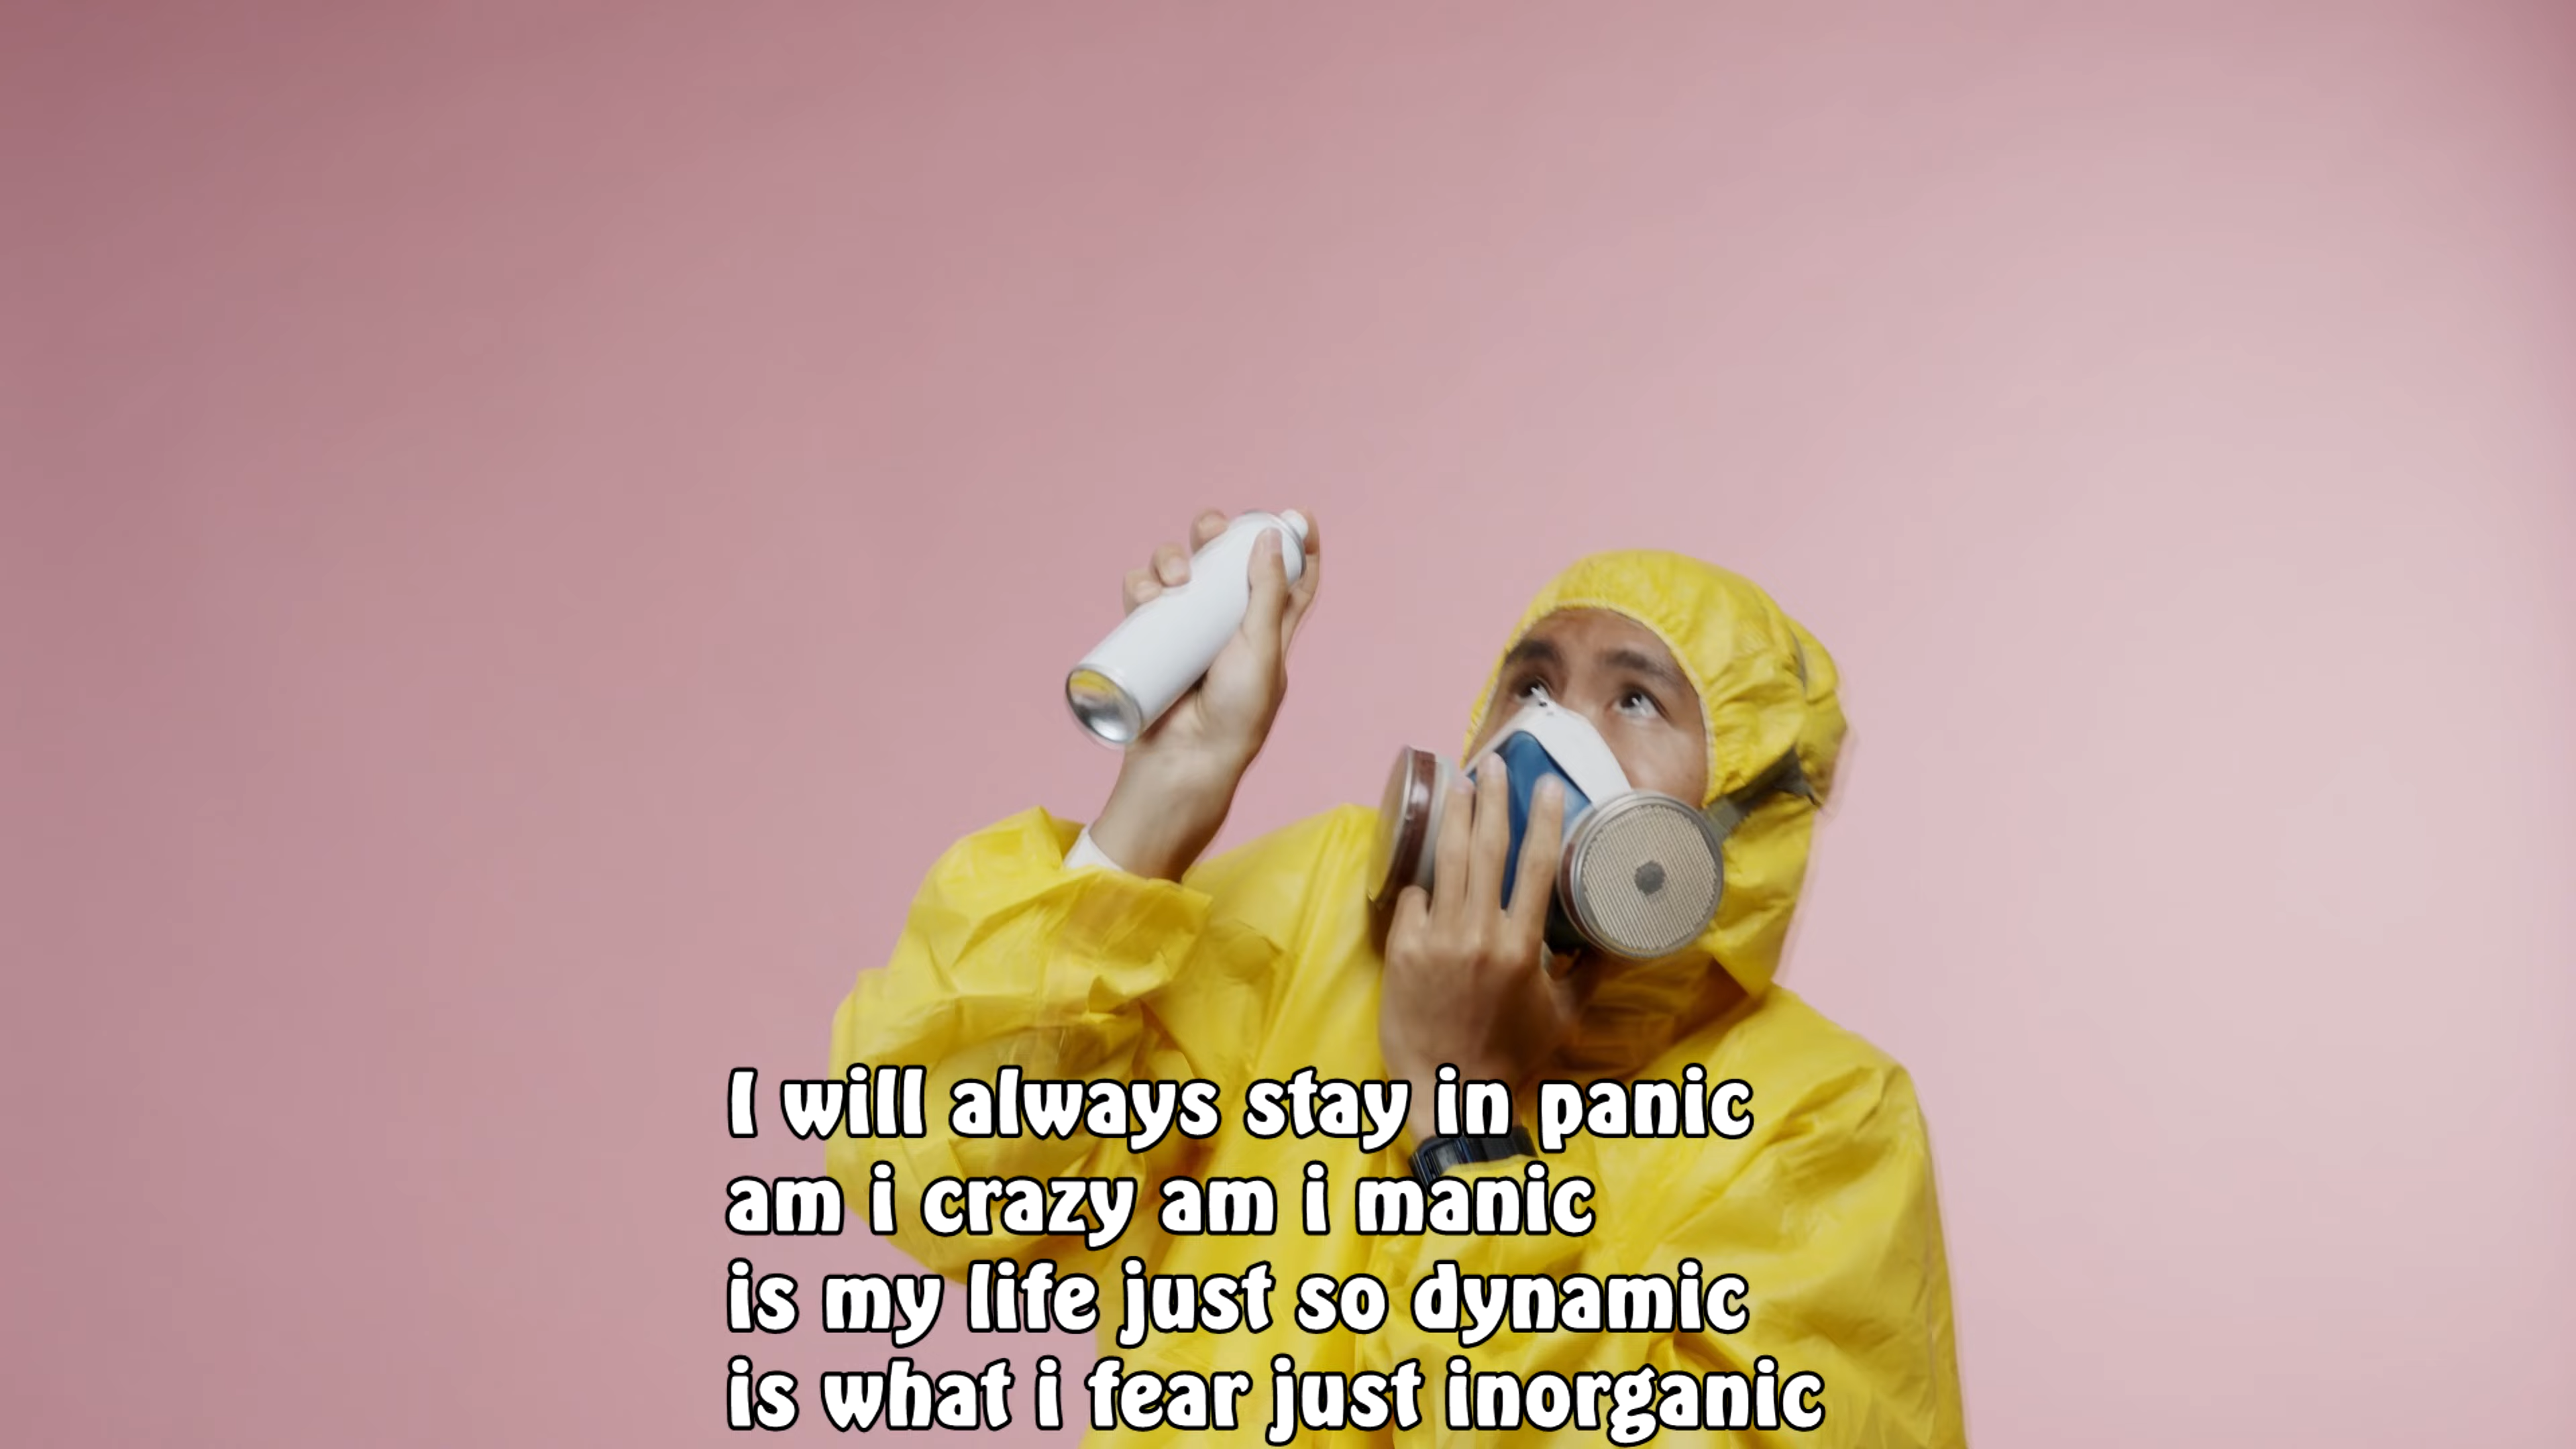 I will always stay in panic
am i crazy am i manic
is my life just so dynamic
is what i fear just inorganic